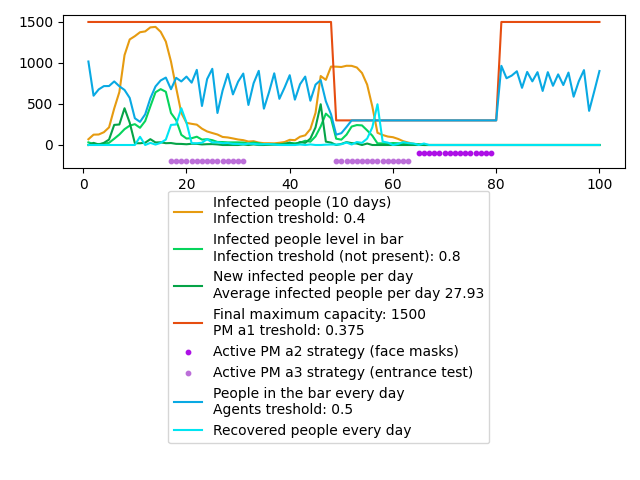 1500
1000
500
0
0
20
40
60
80
100
Infected people (10 days)
Infection treshold: 0.4
Infected people level in bar
Infection treshold (not present): 0.8
New infected people per day
Average infected people per day 27.93
Final maximum capacity: 1500
PM a1 treshold: 0.375
Active PM a2 strategy (face masks)
Active PM a3 strategy (entrance test)
People in the bar every day
Agents treshold: 0.5
Recovered people every day